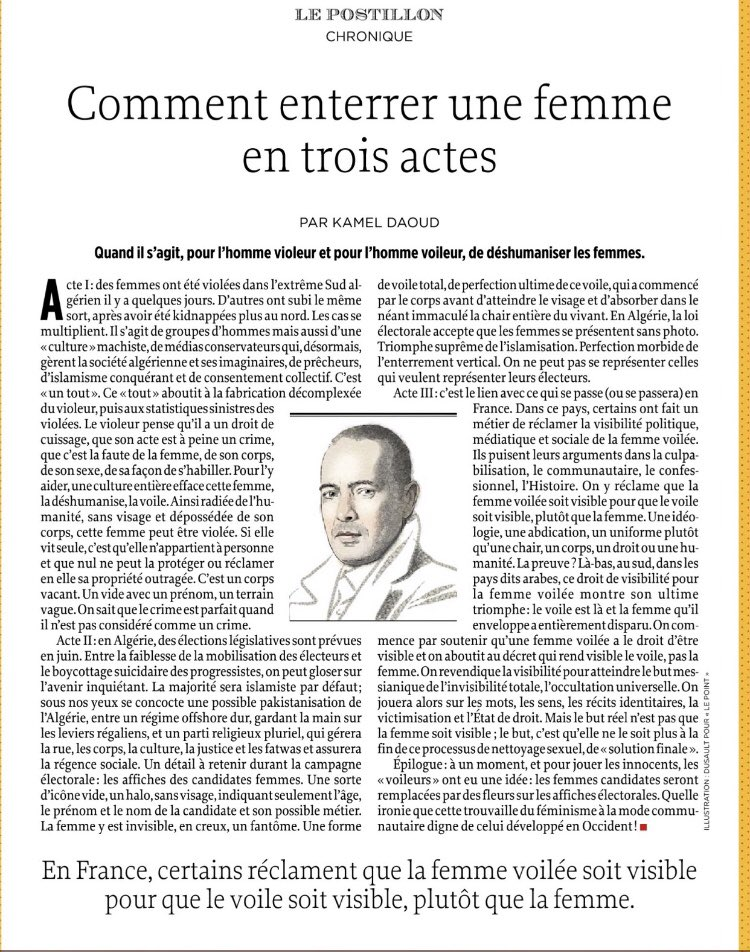 LE POSTILLON
CHRONIQUE
Comment enterrer une femme
en trois actes
PAR KAMEL DAOUD
Quand il s’agit, pour l’homme violeur et pour l’homme voileur, de déshumaniser les femmes.
Acte I : des femmes ont été violées dans l’extrême Sud al-
gérien il y a quelques jours. D’autres ont subi le même
sort, après avoir été kidnappées plus au nord. Les cas se
multiplient. Il s’agit de groupes d’hommes mais aussi d’une
« culture » machiste, de médias conservateurs qui, désormais,
gèrent la société algérienne et ses imaginaires, de prêcheurs,
d’islamisme conquérant et de consentement collectif. C’est
« un tout ». Ce « tout » aboutit à la fabrication décomplexée
du violeur, puis aux statistiques sinistres des
violées. Le violeur pense qu’il a un droit de
cuissage, que son acte est à peine un crime,
que c’est la faute de la femme, de son corps,
de son sexe, de sa façon de s’habiller. Pour l’y
aider, une culture entière efface cette femme,
la déshumanise, la voile. Ainsi radiée de l’hu-
manité, sans visage et dépossédée de son
corps, cette femme peut être violée. Si elle
vit seule, c’est qu’elle n’appartient à personne
et que nul ne peut la protéger ou réclamer
en elle sa propriété outragée. C’est un corps
vacant. Un vide avec un prénom, un terrain
vague. On sait que le crime est parfait quand
il n’est pas considéré comme un crime.
Acte II : en Algérie, des élections législatives sont prévues
en juin. Entre la faiblesse de la mobilisation des électeurs et
le boycottage suicidaire des progressistes, on peut gloser sur
l’avenir inquiétant. La majorité sera islamiste par défaut ;
sous nos yeux se concocte une possible pakistanisation de
l’Algérie, entre un régime offshore dur, gardant la main sur
les leviers régaliens, et un parti religieux pluriel, qui gérera
la rue, les corps, la culture, la justice et les fatwas et assurera
la régence sociale. Un détail à retenir durant la campagne
électorale : les affiches des candidates femmes. Une sorte
d’icône vide, un halo, sans visage, indiquant seulement l’âge,
le prénom et le nom de la candidate et son possible métier.
La femme y est invisible, en creux, un fantôme. Une forme
de voile total, de perfection ultime de ce voile, qui a commencé
par le corps avant d’atteindre le visage et d’absorber dans le
néant immaculé la chair entière du vivant. En Algérie, la loi
électorale accepte que les femmes se présentent sans photo.
Triomphe suprême de l’islamisation. Perfection morbide de
l’enterrement vertical. On ne peut pas se représenter celles
qui veulent représenter leurs électeurs.
Acte III : c’est le lien avec ce qui se passe (ou se passera) en
France. Dans ce pays, certains ont fait un
métier de réclamer la visibilité politique,
médiatique et sociale de la femme voilée.
Ils puisent leurs arguments dans la culpa-
bilisation, le communautaire, le confes-
sionnel, l’Histoire. On y réclame que la
femme voilée soit visible pour que le voile
soit visible, plutôt que la femme. Une idéo-
logie, une abdication, un uniforme plutôt
qu’une chair, un corps, un droit ou une hu-
manité. La preuve ? Là-bas, au sud, dans les
pays dits arabes, ce droit de visibilité pour
la femme voilée montre son ultime
triomphe : le voile est là et la femme qu’il
enveloppe a entièrement disparu. On com-
mence par soutenir qu’une femme voilée a le droit d’être
visible et on aboutit au décret qui rend visible le voile, pas la
femme. On revendique la visibilité pour atteindre le but mes-
sianique de l’invisibilité totale, l’occultation universelle. On
jouera alors sur les mots, les sens, les récits identitaires, la
victimisation et l’État de droit. Mais le but réel n’est pas que
la femme soit visible ; le but, c’est qu’elle ne le soit plus à la
fin de ce processus de nettoyage sexuel, de « solution finale ».
Épilogue : à un moment, et pour jouer les innocents, les
« voileurs » ont eu une idée : les femmes candidates seront
remplacées par des fleurs sur les affiches électorales. Quelle
ironie que cette trouvaille du féminisme à la mode commu-
nautaire digne de celui développé en Occident !
ILLUSTRATION : DUSAULT POUR « LE POINT »
En France, certains réclament que la femme voilée soit visible
pour que le voile soit visible, plutôt que la femme.